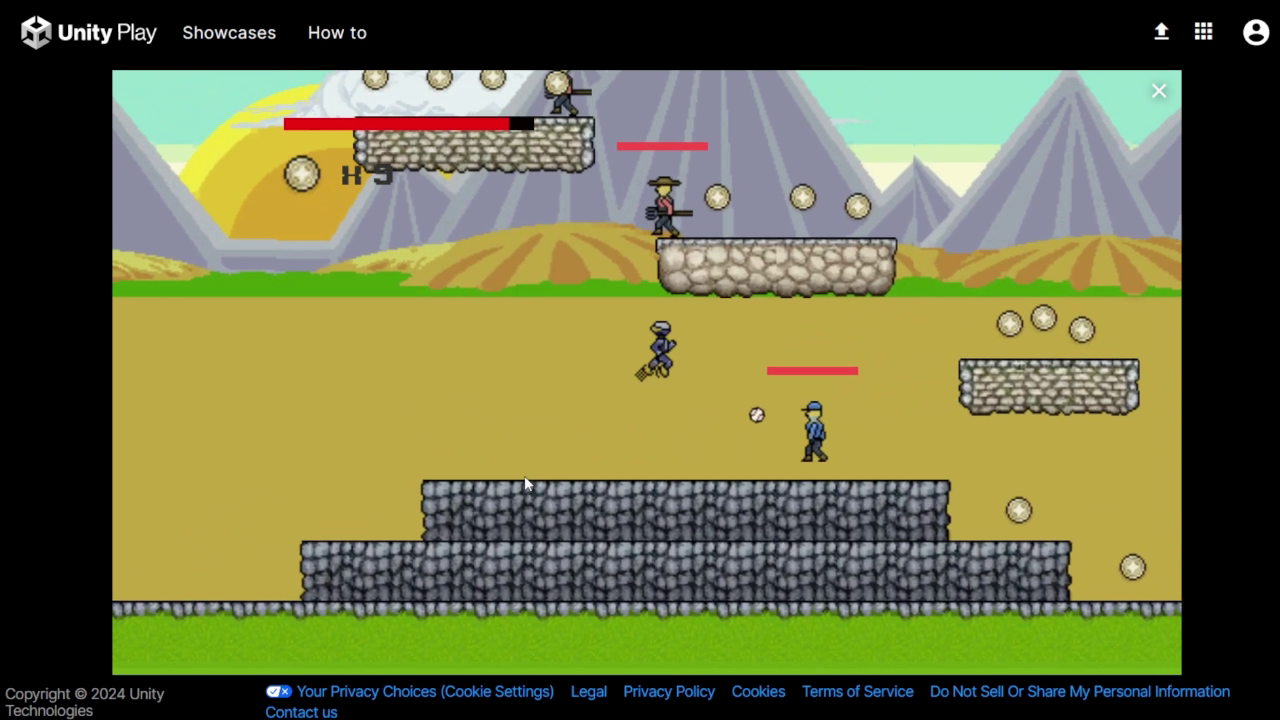 Unity Play
Showcases
How to
X 9
Copyright © 2024 Unity
Technologies
Your Privacy Choices (Cookie Settings)
Legal
Privacy Policy
Cookies
Terms of Service
Do Not Sell Or Share My Personal Information
Contact us